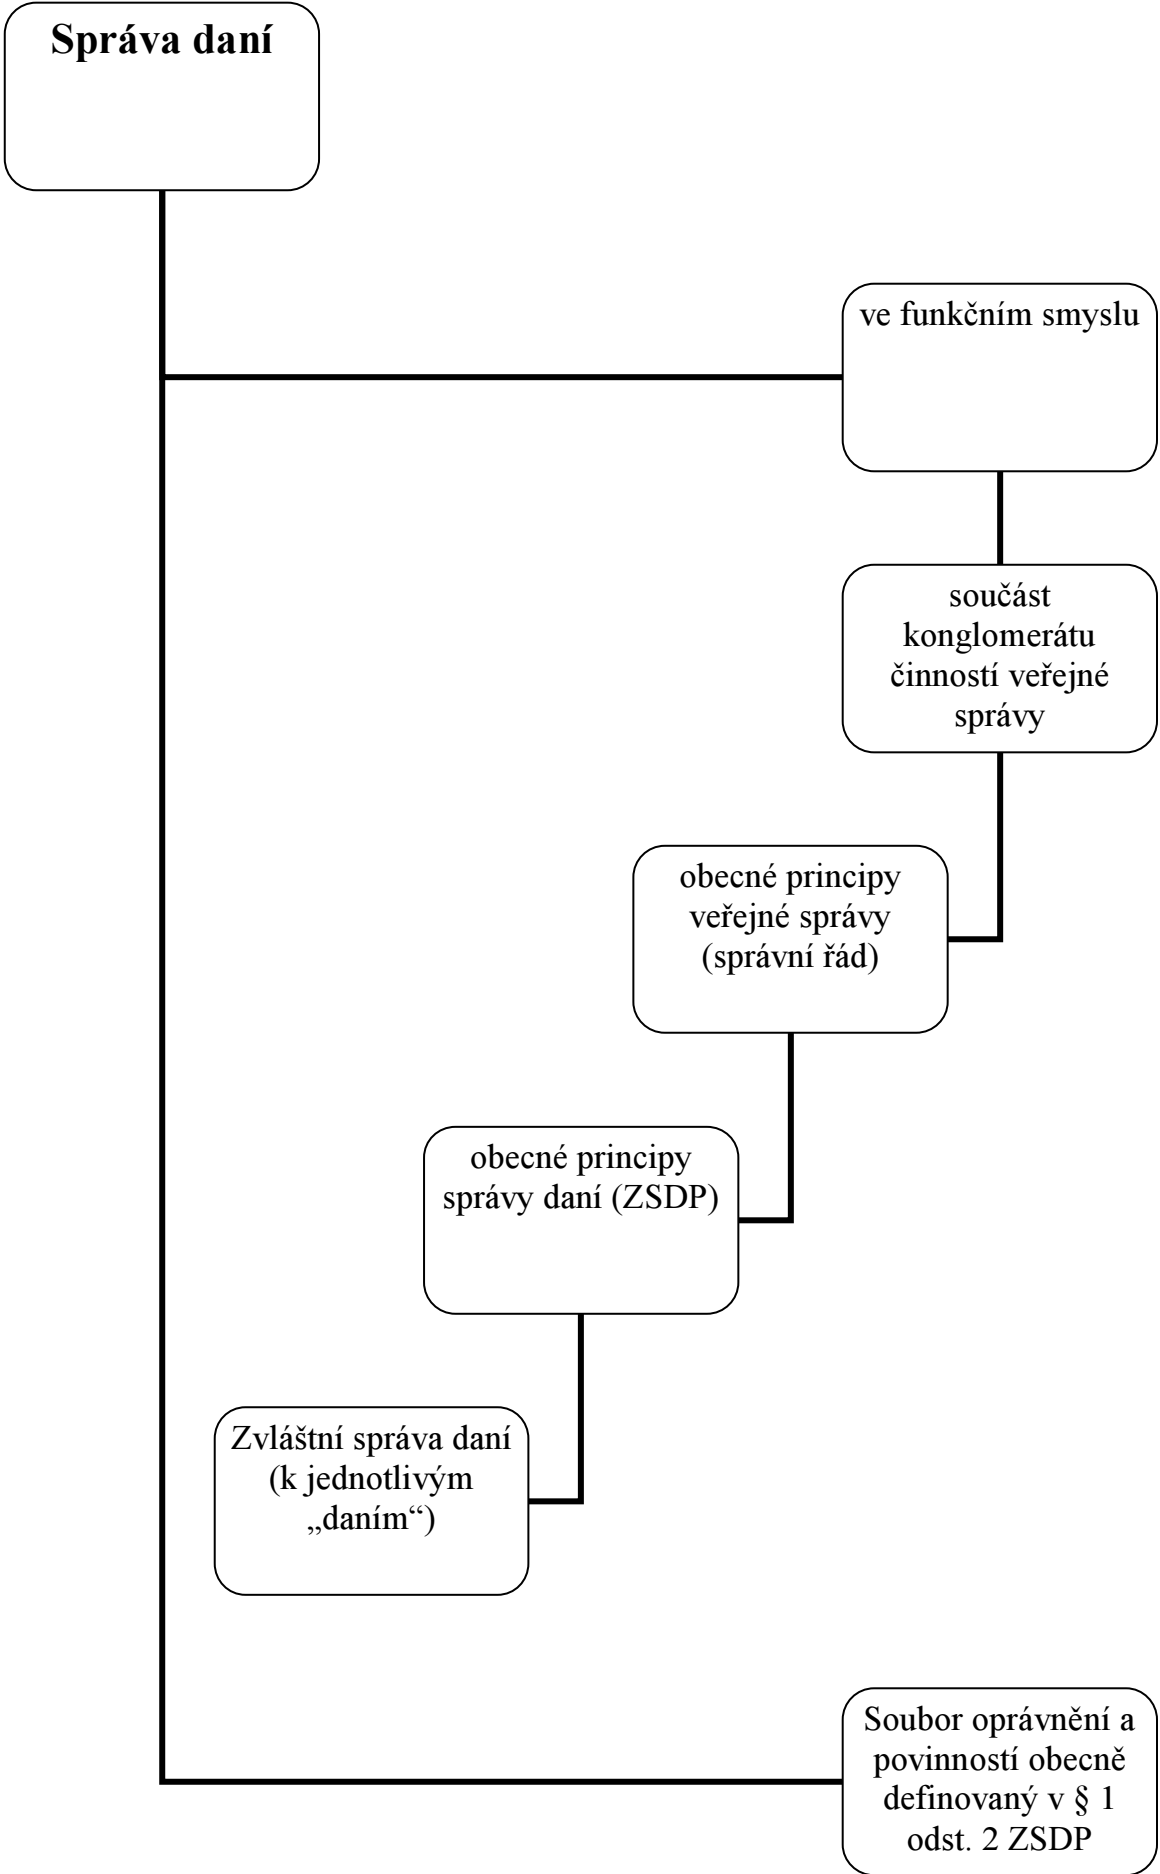 Správa daní
ve funkčním smyslu
součást
konglomerátu
činností veřejné
správy
obecné principy
veřejné správy
(správní řád)
obecné principy
správy daní (ZSDP)
Zvláštní správa daní
(k jednotlivým
„daním“)
Soubor oprávnění a
povinností obecně
definovaný v § 1
odst. 2 ZSDP